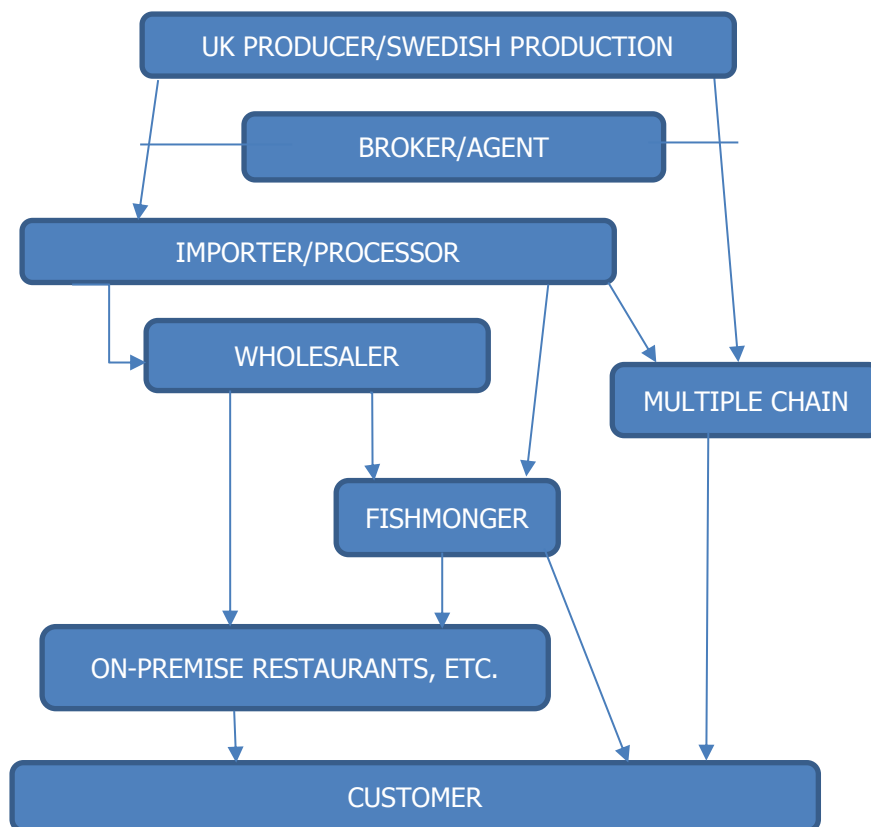 UK PRODUCER/SWEDISH PRODUCTION
BROKER/AGENT
IMPORTER/PROCESSOR
WHOLESALER
MULTIPLE CHAIN
FISHMONGER
ON-PREMISE RESTAURANTS, ETC.
CUSTOMER